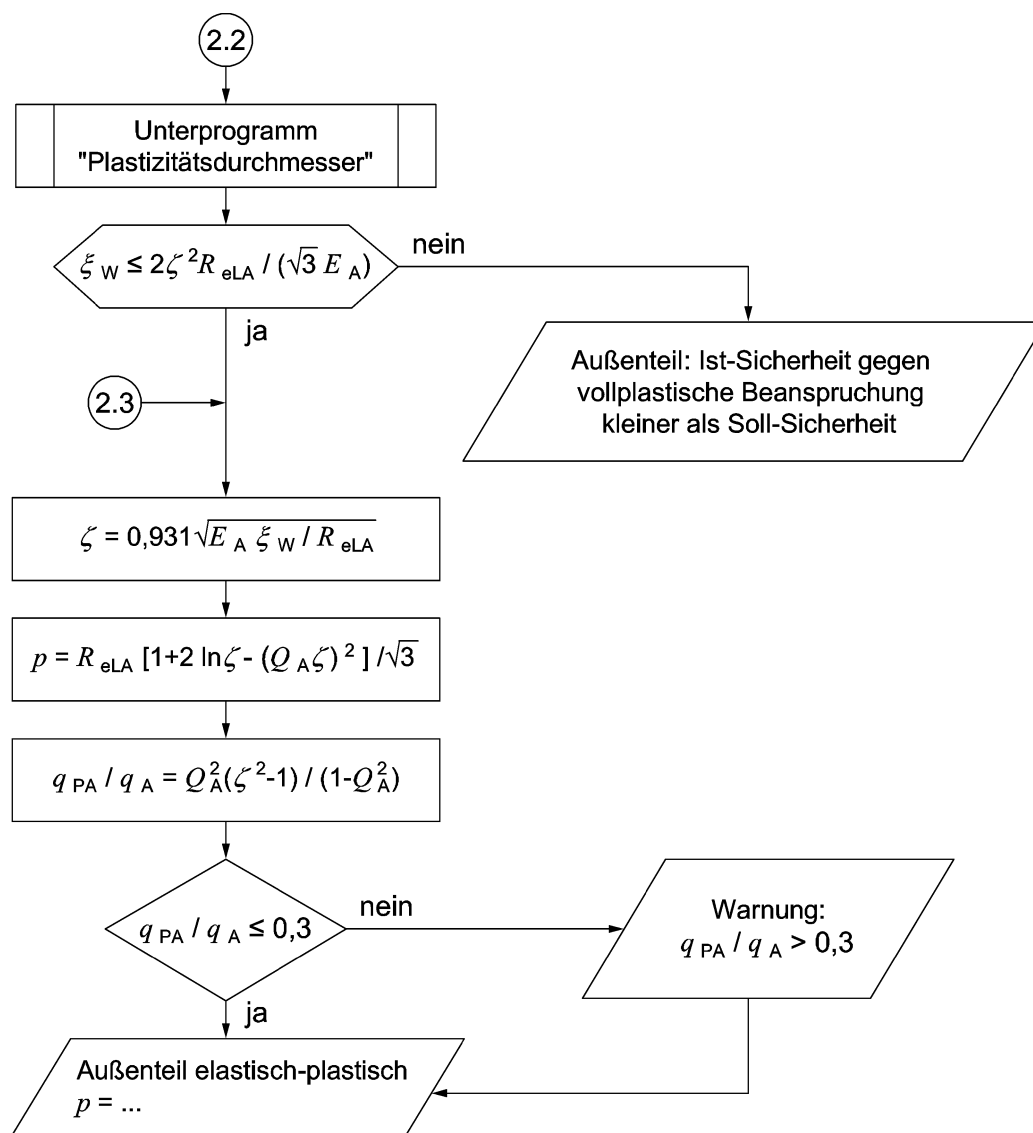 2.2
Unterprogramm
"Plastizitätsdurchmesser"
ξ W ≤ 2ζ ² R eLA / (√3 E A)
nein
ja
Außenteil: Ist-Sicherheit gegen
vollplastische Beanspruchung
kleiner als Soll-Sicherheit
2.3
ζ = 0,931√E A ξ W / R eLA
p = R eLA [1+2 lnζ - (Q A ζ) ² ] /√3
q PA / q A = Q²A(ζ ²-1) / (1-Q²A)
q PA / q A ≤ 0,3
nein
Warnung:
q PA / q A > 0,3
ja
Außenteil elastisch-plastisch
p = ...